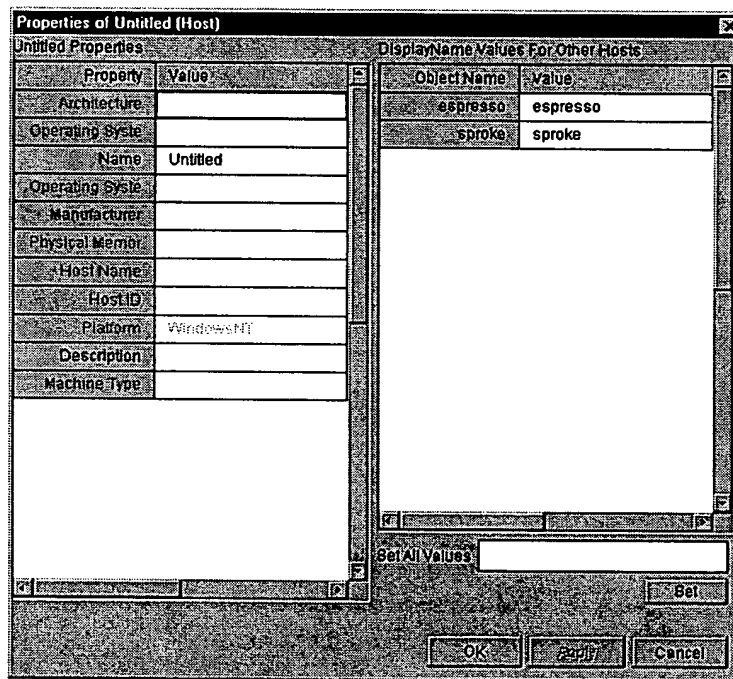 Properties of Untitled (Host)
Untitled Properties
Property Value
Architecture
Operating Syste
Name Untitled
Operating Syste
Manufacturer
Physical Memor
Host Name
Host ID
Platform WindowsNT
Description
Machine Type
DisplayName Values For Other Hosts
Object Name Value
espresso espresso
sproke sproke
Set All Values
Set
OK Apply Cancel